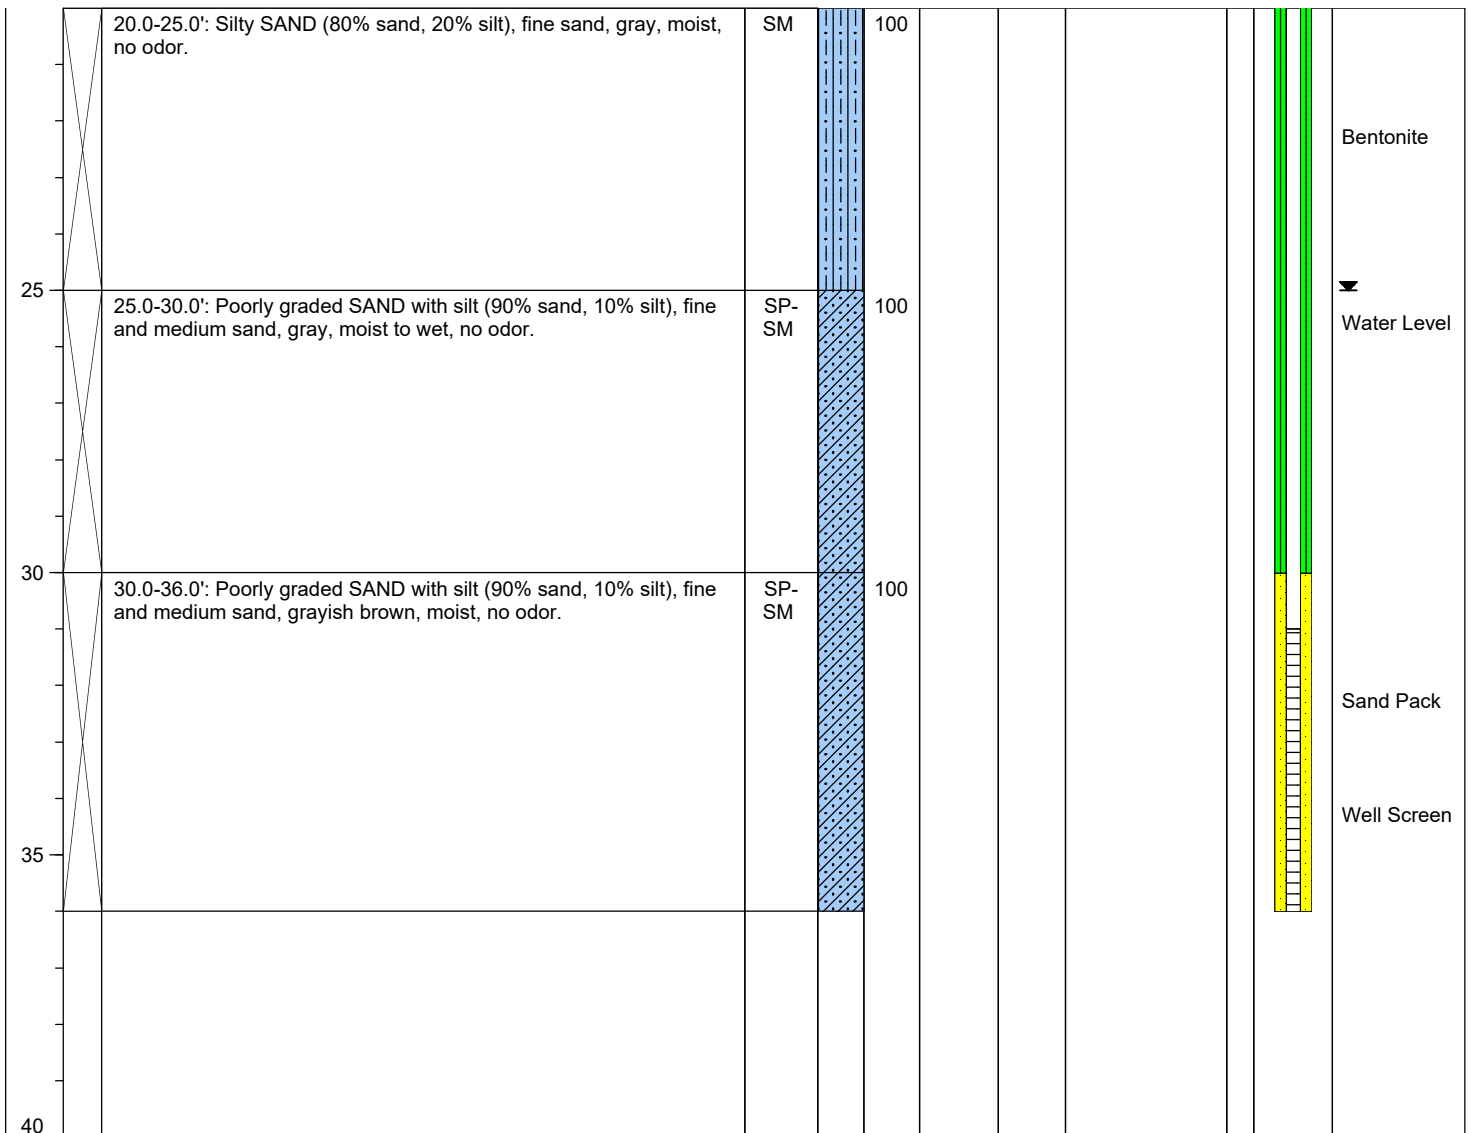 20.0-25.0': Silty SAND (80% sand, 20% silt), fine sand, gray, moist,
no odor.
SM
100
Bentonite
25
25.0-30.0': Poorly graded SAND with silt (90% sand, 10% silt), fine
and medium sand, gray, moist to wet, no odor.
SP-
SM
100
Water Level
30
30.0-36.0': Poorly graded SAND with silt (90% sand, 10% silt), fine
and medium sand, grayish brown, moist, no odor.
SP-
SM
100
Sand Pack
Well Screen
35
40